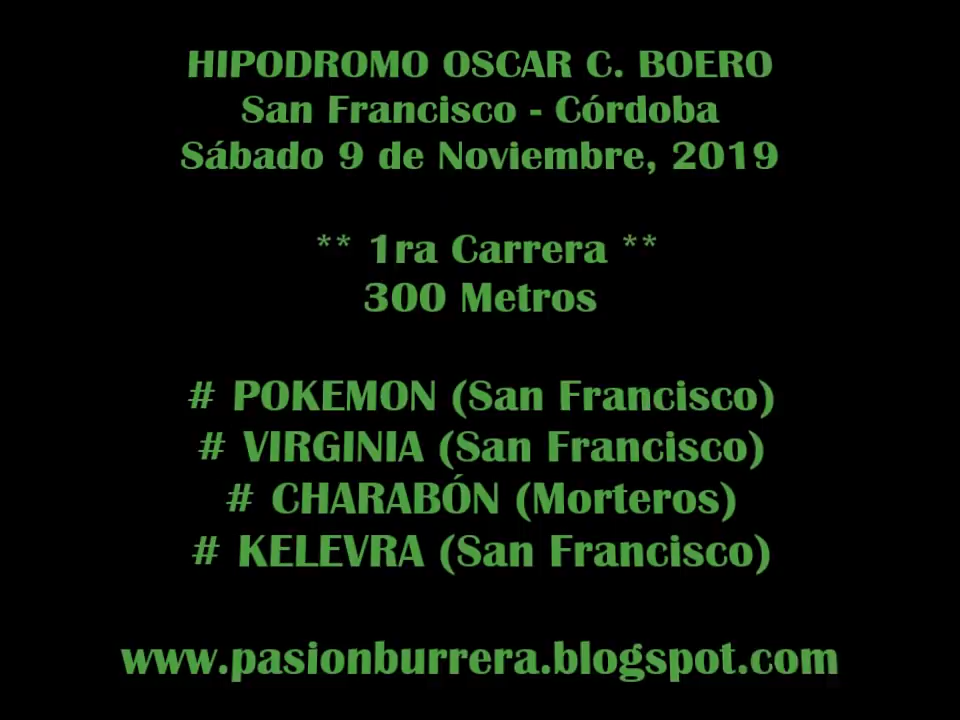 HIPODROMO OSCAR C. BOERO
San Francisco - Córdoba
Sábado 9 de Noviembre, 2019
** 1ra Carrera **
300 Metros
# POKEMON (San Francisco)
# VIRGINIA (San Francisco)
# CHARABÓN (Morteros)
# KELEVRA (San Francisco)
www.pasionburrera.blogspot.com